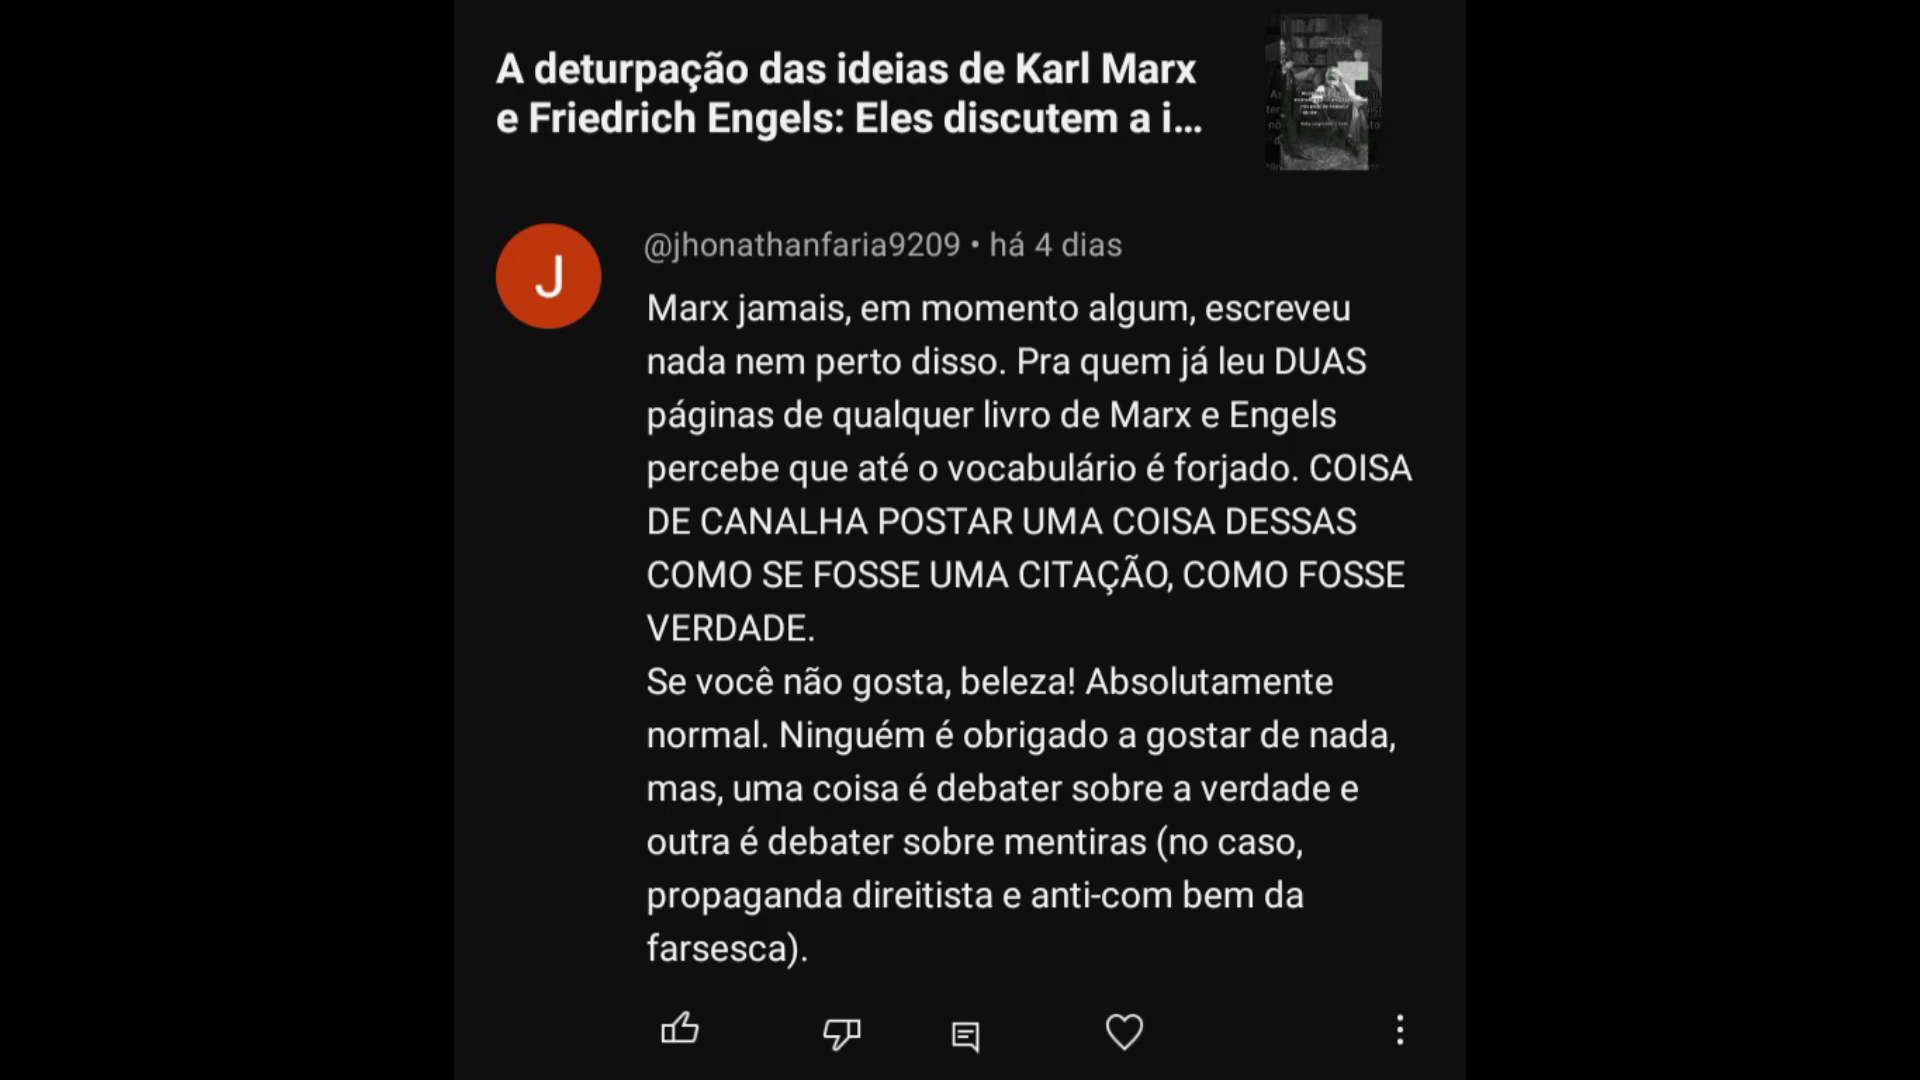 A deturpação das ideias de Karl Marx
e Friedrich Engels: Eles discutem a i...
J
@jhonathanfaria9209 • há 4 dias
Marx jamais, em momento algum, escreveu
nada nem perto disso. Pra quem já leu DUAS
páginas de qualquer livro de Marx e Engels
percebe que até o vocabulário é forjado. COISA
DE CANALHA POSTAR UMA COISA DESSAS
COMO SE FOSSE UMA CITAÇÃO, COMO FOSSE
VERDADE.
Se você não gosta, beleza! Absolutamente
normal. Ninguém é obrigado a gostar de nada,
mas, uma coisa é debater sobre a verdade e
outra é debater sobre mentiras (no caso,
propaganda direitista e anti-com bem da
farsesca).